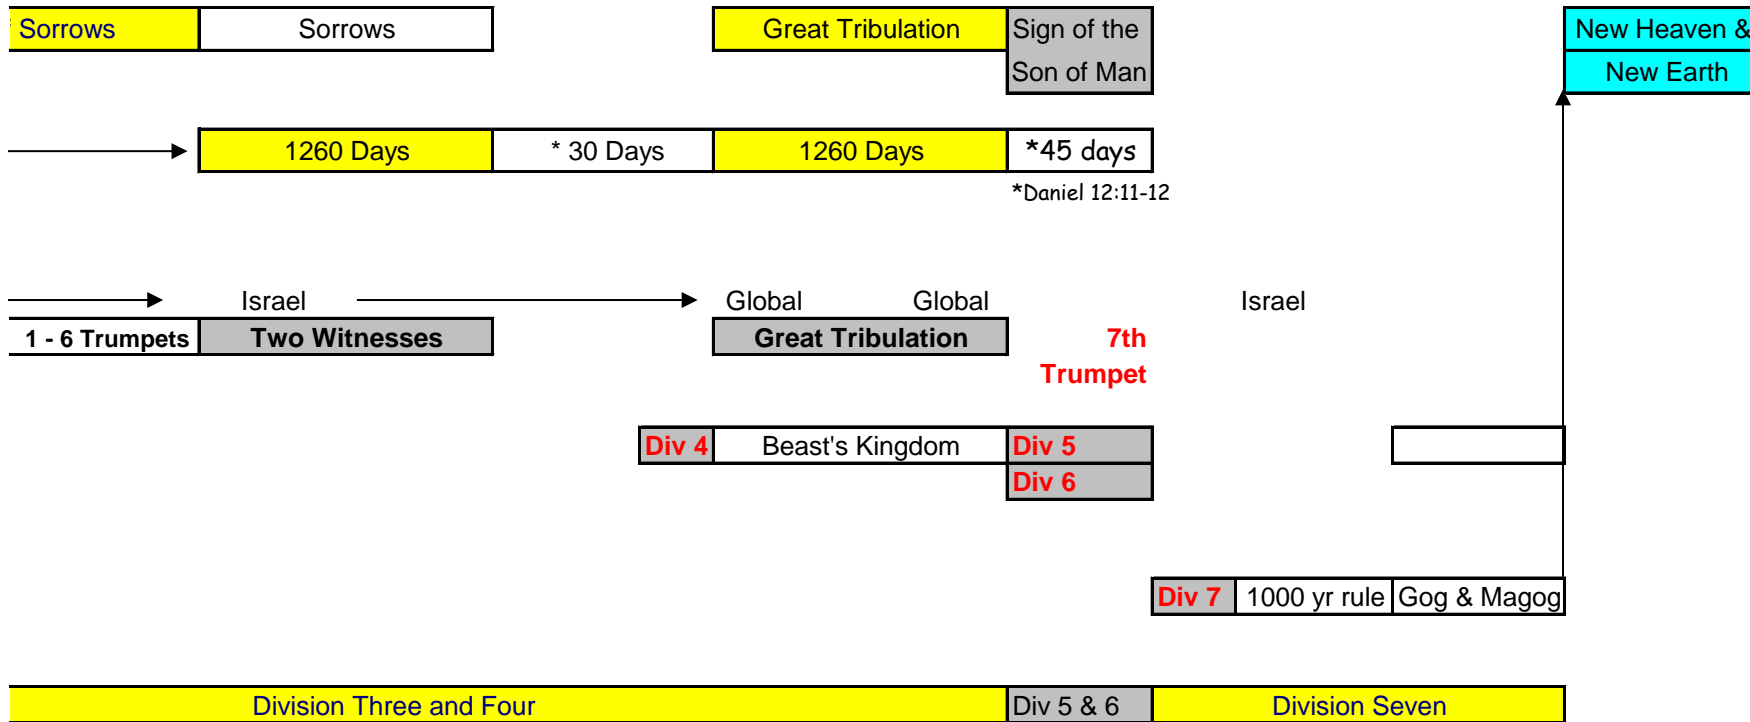 Sorrows Sorrows Great Tribulation Sign of the New Heaven &
Son of Man New Earth
1260 Days * 30 Days 1260 Days *45 days
*Daniel 12:11-12
Israel Global Global Israel
1 - 6 Trumpets Two Witnesses Great Tribulation 7th
Trumpet
Div 4 Beast's Kingdom Div 5
Div 6
Div 7 1000 yr rule Gog & Magog
Division Three and Four Div 5 & 6 Division Seven